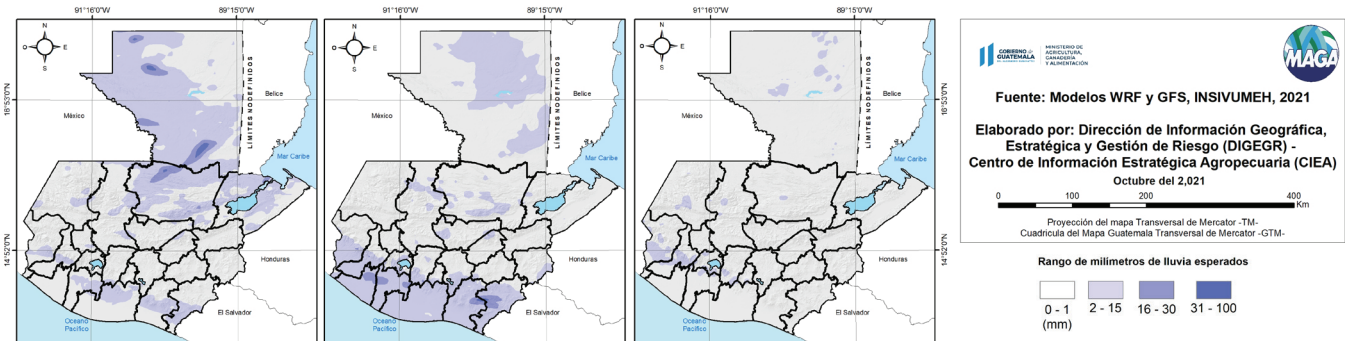 91°16'0"W
89°15'0"W
91°16'0"W
89°15'0"W
91°16'0"W
89°15'0"W
N
O
E
S
N
O
E
S
N
O
E
S
16°53'0"N
14°52'0"N
16°53'0"N
14°52'0"N
México
Belice
LÍMITES NO DEFINIDOS
Mar Caribe
Honduras
El Salvador
Oceano
Pacífico
México
Belice
LÍMITES NO DEFINIDOS
Mar Caribe
Honduras
El Salvador
Oceano
Pacífico
México
Belice
LÍMITES NO DEFINIDOS
Mar Caribe
Honduras
El Salvador
Oceano
Pacífico
GOBIERNO de
GUATEMALA
MINISTERIO DE
AGRICULTURA,
GANADERÍA
Y ALIMENTACIÓN
MAGA
Fuente: Modelos WRF y GFS, INSIVUMEH, 2021
Elaborado por: Dirección de Información Geográfica,
Estratégica y Gestión de Riesgo (DIGEGR) -
Centro de Información Estratégica Agropecuaria (CIEA)
Octubre del 2,021
0 100 200 400
Km
Proyección del mapa Transversal de Mercator -TM-
Cuadricula del Mapa Guatemala Transversal de Mercator -GTM-
Rango de milimetros de lluvia esperados
0 - 1 2 - 15 16 - 30 31 - 100
(mm)